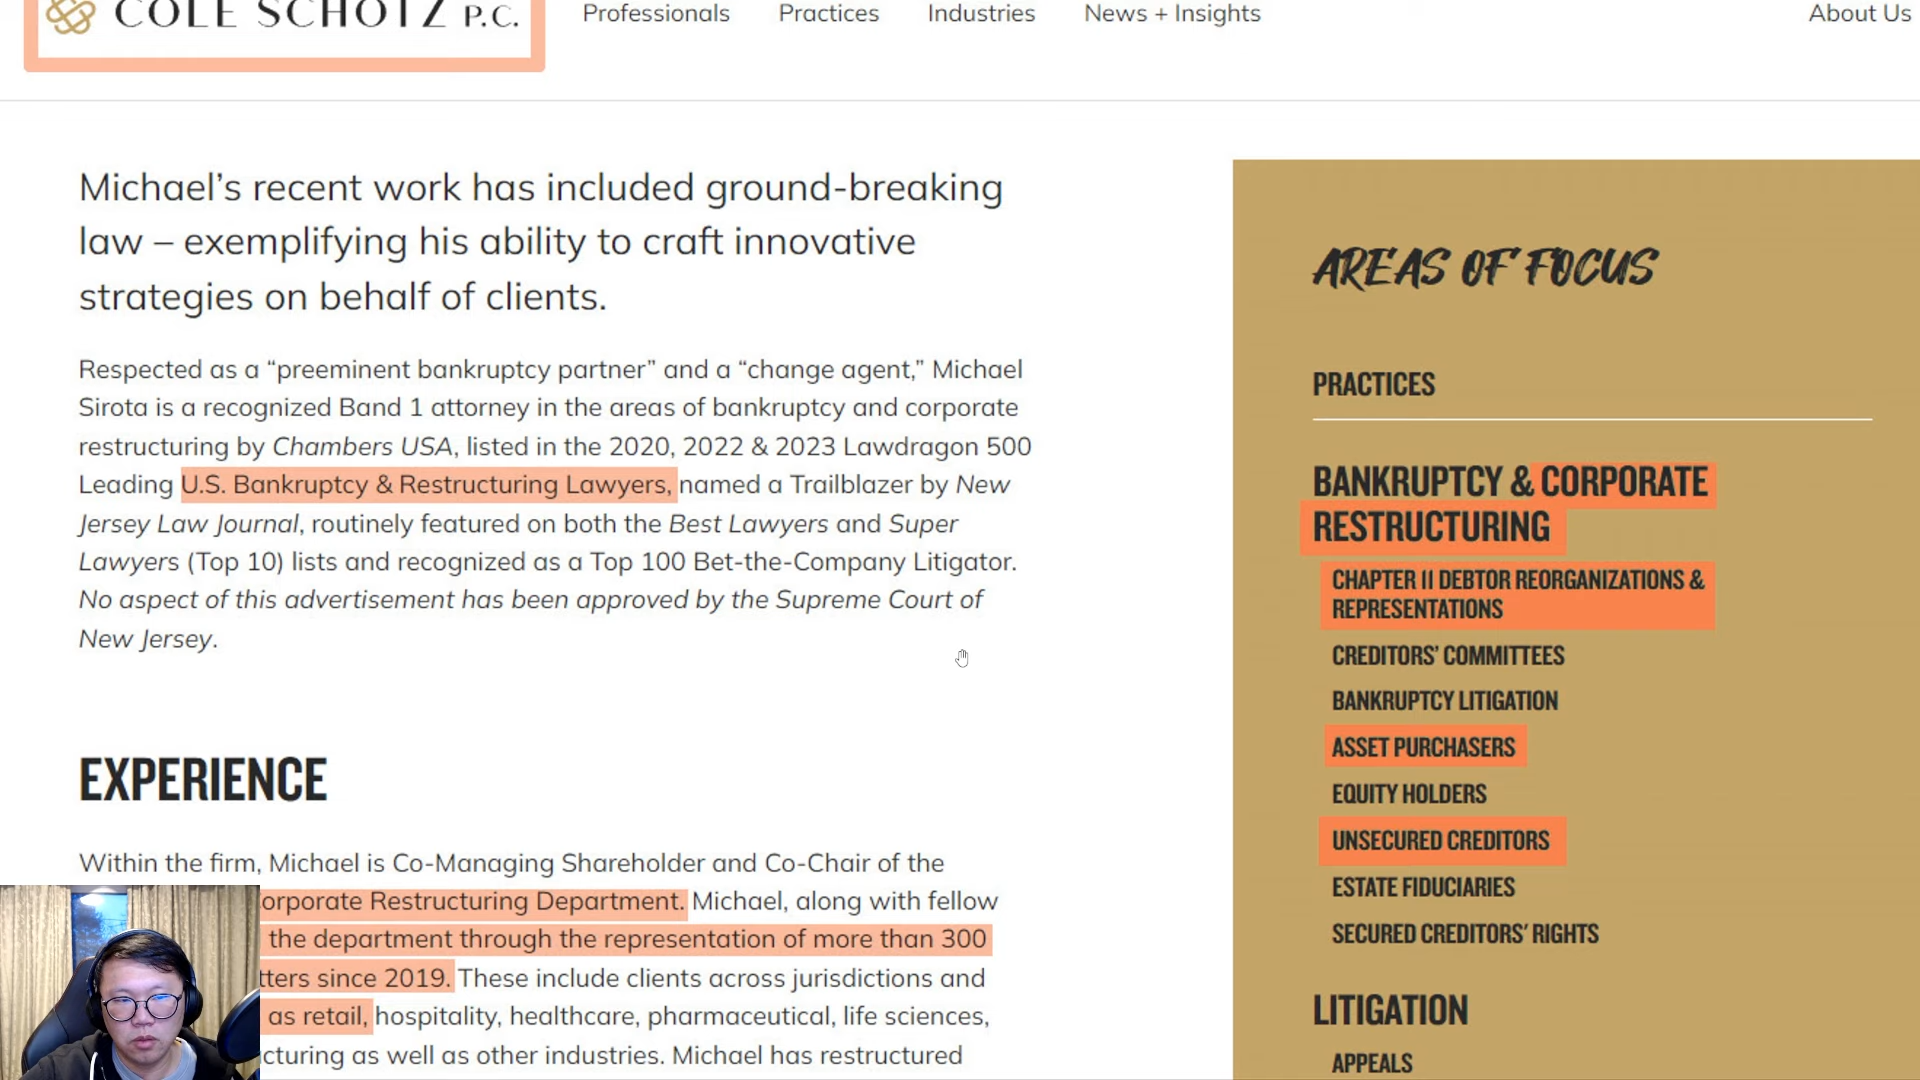 COLE SCHOTZ P.C.
Professionals
Practices
Industries
News + Insights
About Us
Michael’s recent work has included ground-breaking
law – exemplifying his ability to craft innovative
strategies on behalf of clients.
Respected as a “preeminent bankruptcy partner” and a “change agent,” Michael
Sirota is a recognized Band 1 attorney in the areas of bankruptcy and corporate
restructuring by Chambers USA, listed in the 2020, 2022 & 2023 Lawdragon 500
Leading U.S. Bankruptcy & Restructuring Lawyers, named a Trailblazer by New
Jersey Law Journal, routinely featured on both the Best Lawyers and Super
Lawyers (Top 10) lists and recognized as a Top 100 Bet-the-Company Litigator.
No aspect of this advertisement has been approved by the Supreme Court of
New Jersey.
EXPERIENCE
Within the firm, Michael is Co-Managing Shareholder and Co-Chair of the
orporate Restructuring Department. Michael, along with fellow
the department through the representation of more than 300
tters since 2019. These include clients across jurisdictions and
as retail, hospitality, healthcare, pharmaceutical, life sciences,
cturing as well as other industries. Michael has restructured
AREAS OF FOCUS
PRACTICES
BANKRUPTCY & CORPORATE
RESTRUCTURING
CHAPTER 11 DEBTOR REORGANIZATIONS &
REPRESENTATIONS
CREDITORS’ COMMITTEES
BANKRUPTCY LITIGATION
ASSET PURCHASERS
EQUITY HOLDERS
UNSECURED CREDITORS
ESTATE FIDUCIARIES
SECURED CREDITORS’ RIGHTS
LITIGATION
APPEALS